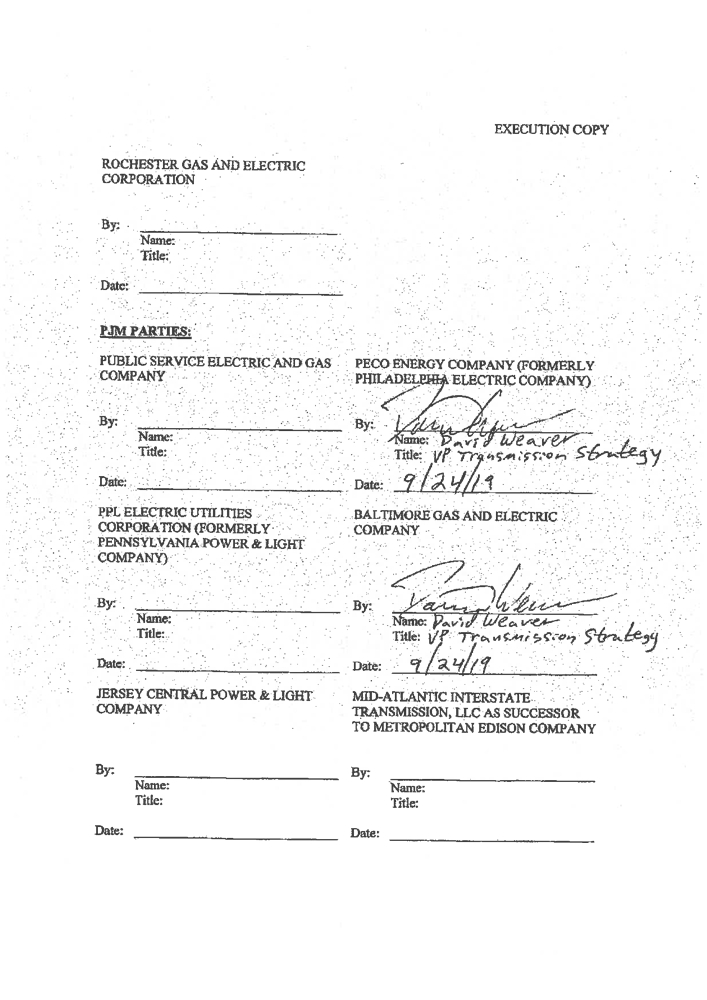 EXECUTION COPY
ROCHESTER GAS AND ELECTRIC
CORPORATION
By:
Name:
Title:
Date:
PJM PARTIES:
PUBLIC SERVICE ELECTRIC AND GAS
COMPANY
By:
Name:
Title:
Date:
PECO ENERGY COMPANY (FORMERLY
PHILADELPHIA ELECTRIC COMPANY)
By:
Name: David Weaver
Title: VP Transmission Strategy
Date: 9/24/19
PPL ELECTRIC UTILITIES
CORPORATION (FORMERLY
PENNSYLVANIA POWER & LIGHT
COMPANY)
By:
Name:
Title:
Date:
BALTIMORE GAS AND ELECTRIC
COMPANY
By:
Name: David Weaver
Title: VP Transmission Strategy
Date: 9/24/19
JERSEY CENTRAL POWER & LIGHT
COMPANY
By:
Name:
Title:
Date:
MID-ATLANTIC INTERSTATE
TRANSMISSION, LLC AS SUCCESSOR
TO METROPOLITAN EDISON COMPANY
By:
Name:
Title:
Date: